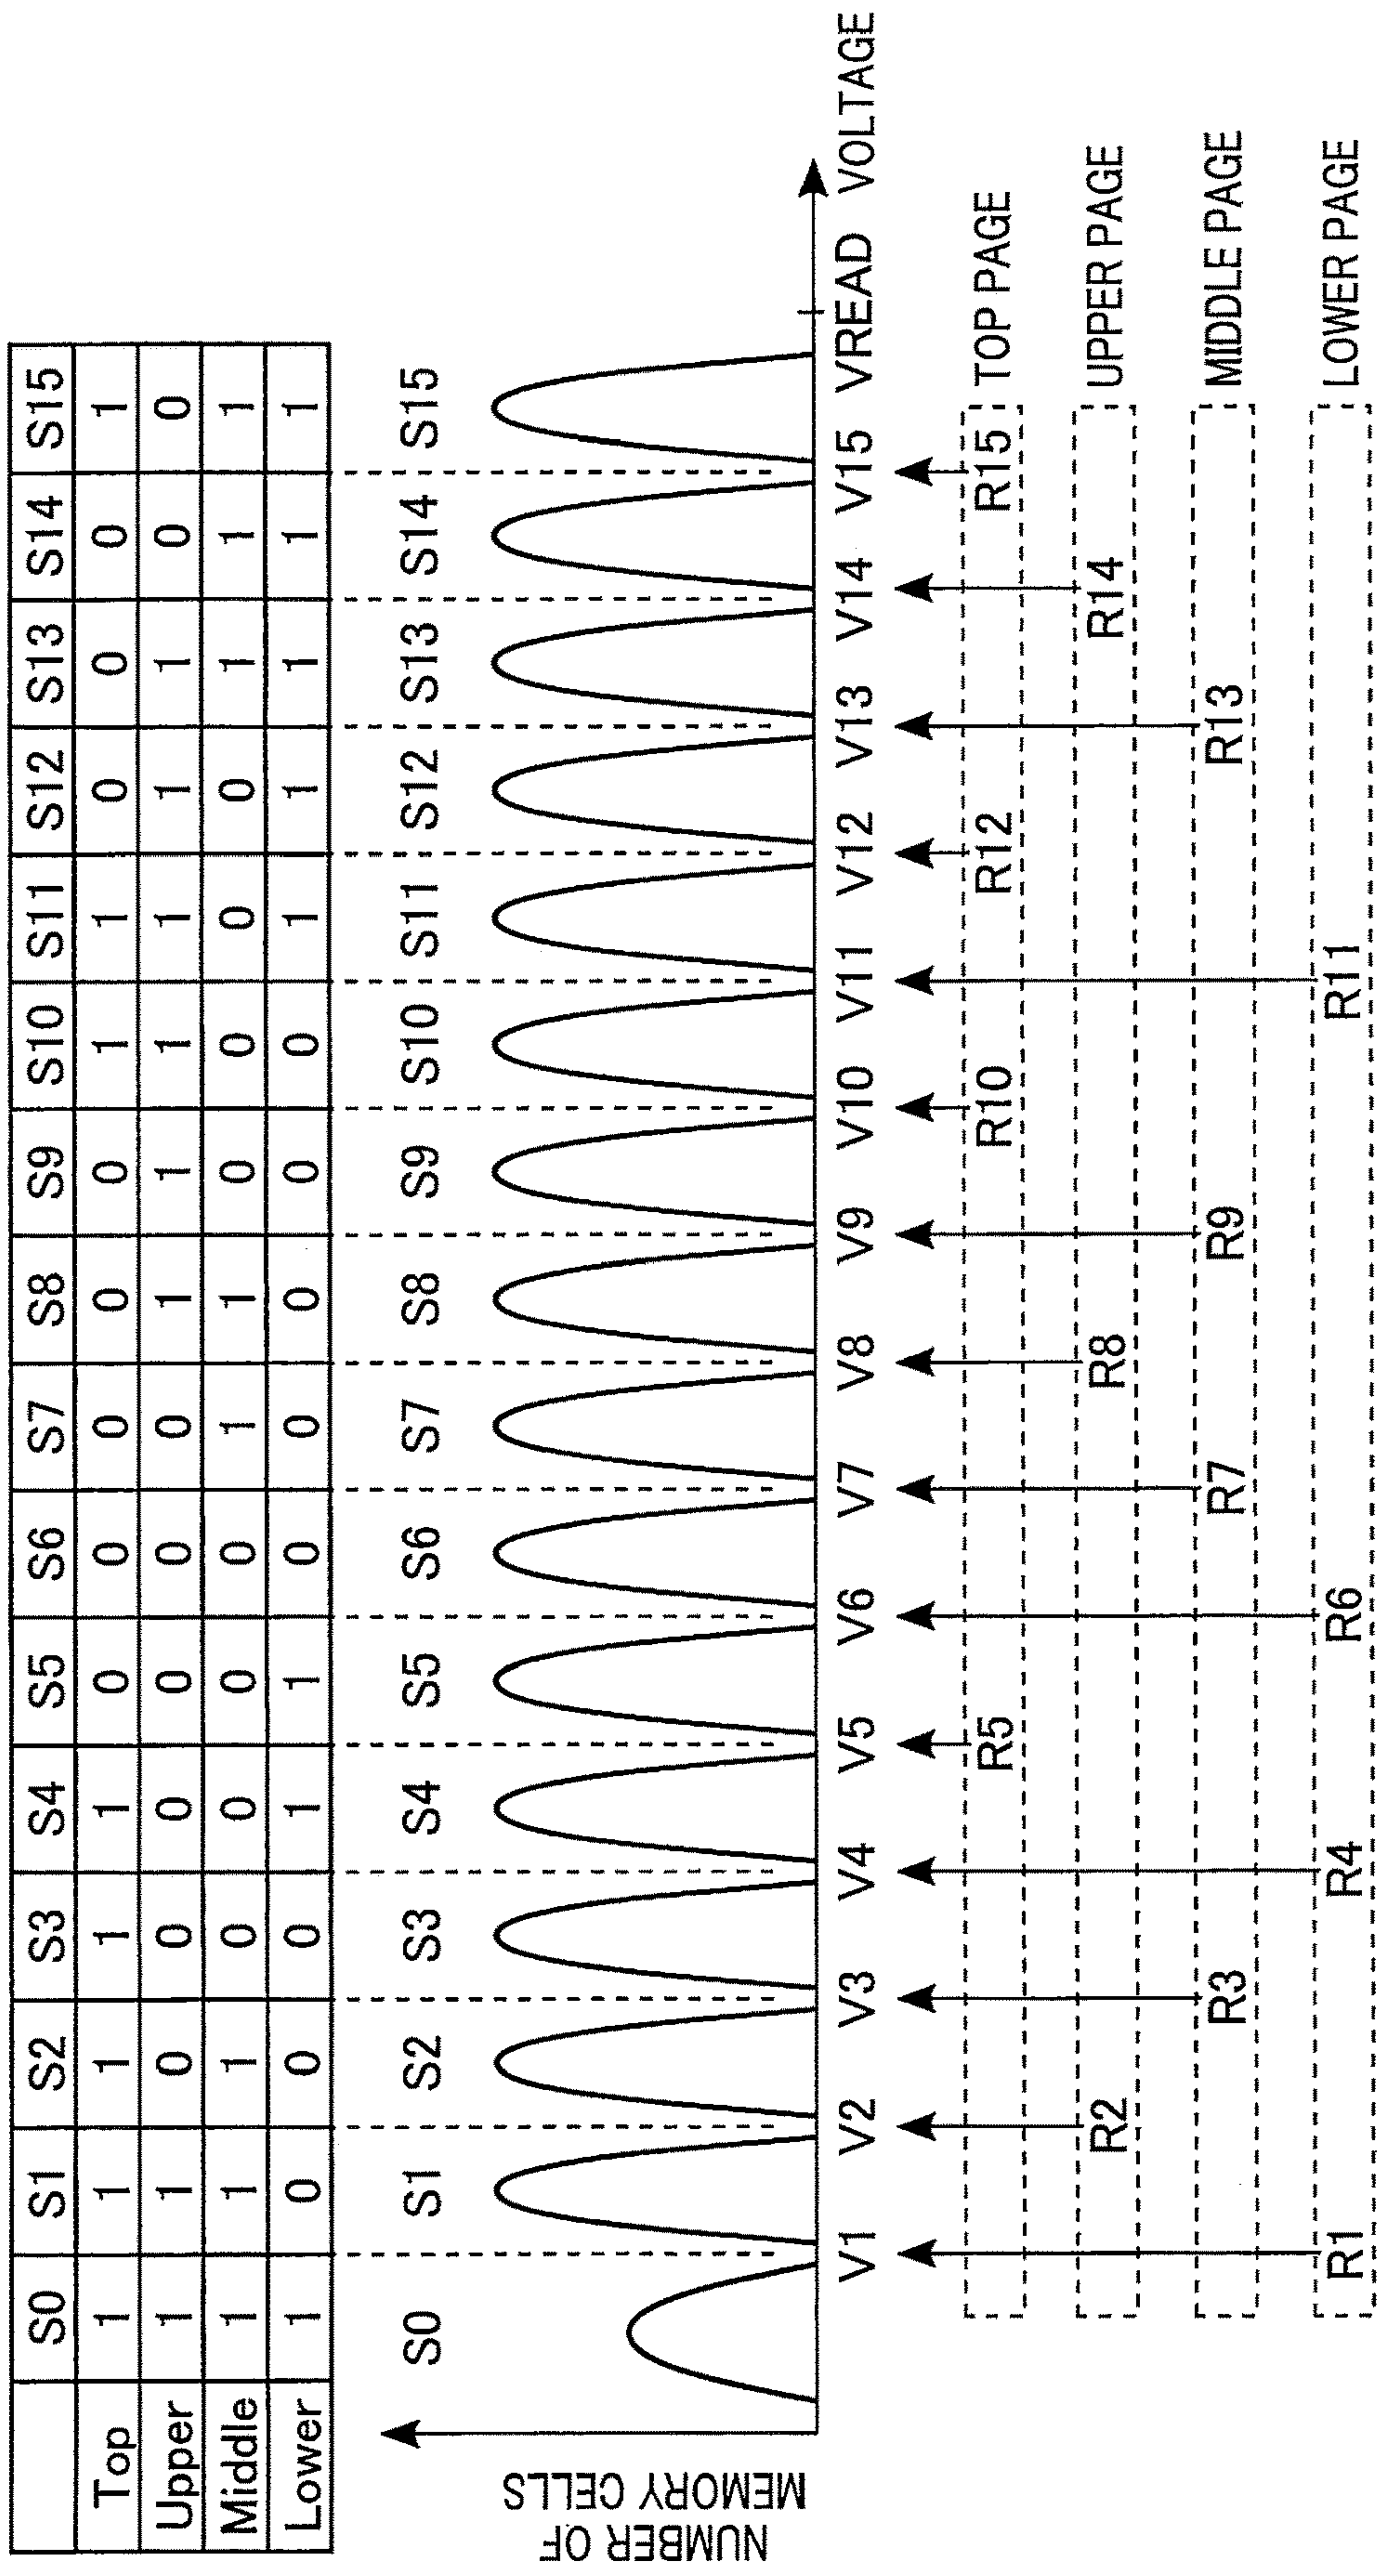 S0 S1 S2 S3 S4 S5 S6 S7 S8 S9 S10 S11 S12 S13 S14 S15
Top 1 1 1 1 1 0 0 0 0 0 1 1 0 0 0 1
Upper 1 1 0 0 0 0 0 0 1 1 1 1 1 1 0 0
Middle 1 1 1 0 0 0 0 1 1 0 0 0 0 1 1 1
Lower 1 0 0 0 1 1 0 0 0 0 0 1 1 1 1 1
NUMBER OF
MEMORY CELLS
S0 S1 S2 S3 S4 S5 S6 S7 S8 S9 S10 S11 S12 S13 S14 S15
V1 V2 V3 V4 V5 V6 V7 V8 V9 V10 V11 V12 V13 V14 V15 VREAD VOLTAGE
R5 R10 R12 R15 TOP PAGE
R2 R8 R14 UPPER PAGE
R3 R7 R9 R13 MIDDLE PAGE
R1 R4 R6 R11 LOWER PAGE